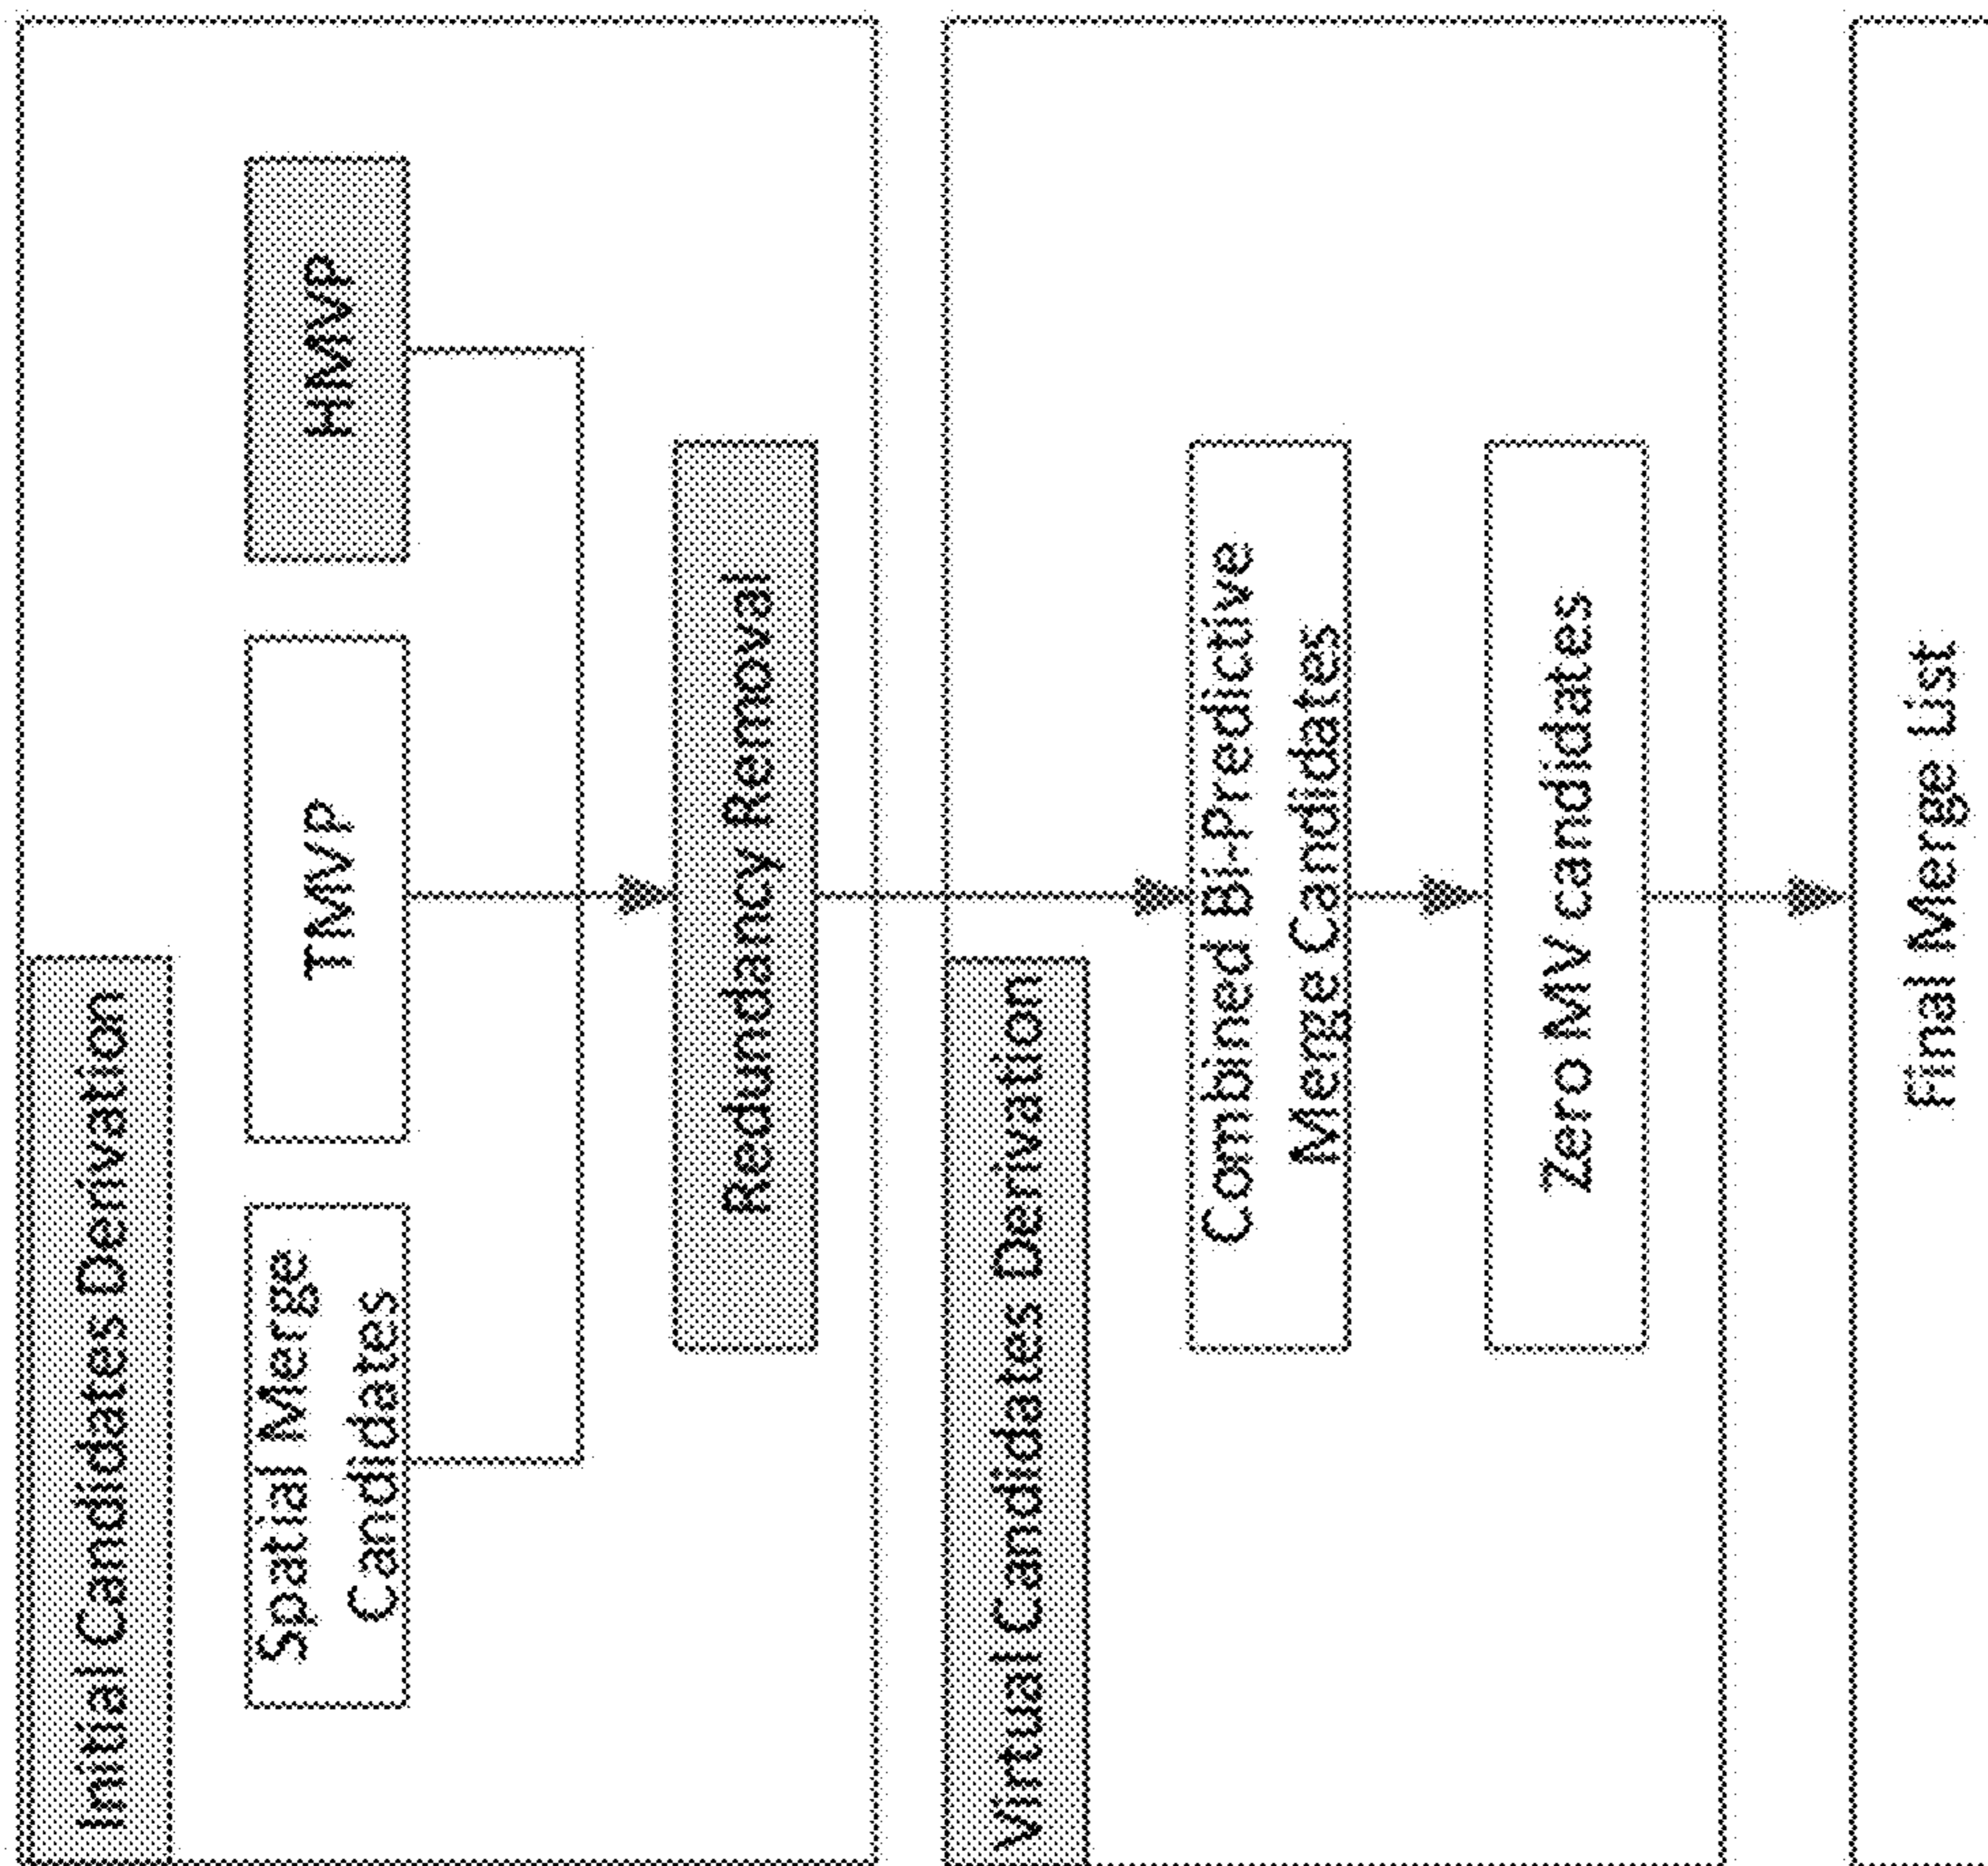 Initial Candidates Derivation
Spatial Merge
Candidates
TMVP
HMVP
Redundancy Removal
Virtual Candidates Derivation
Combined Bi-Predictive
Merge Candidates
Zero MV candidates
Final Merge List